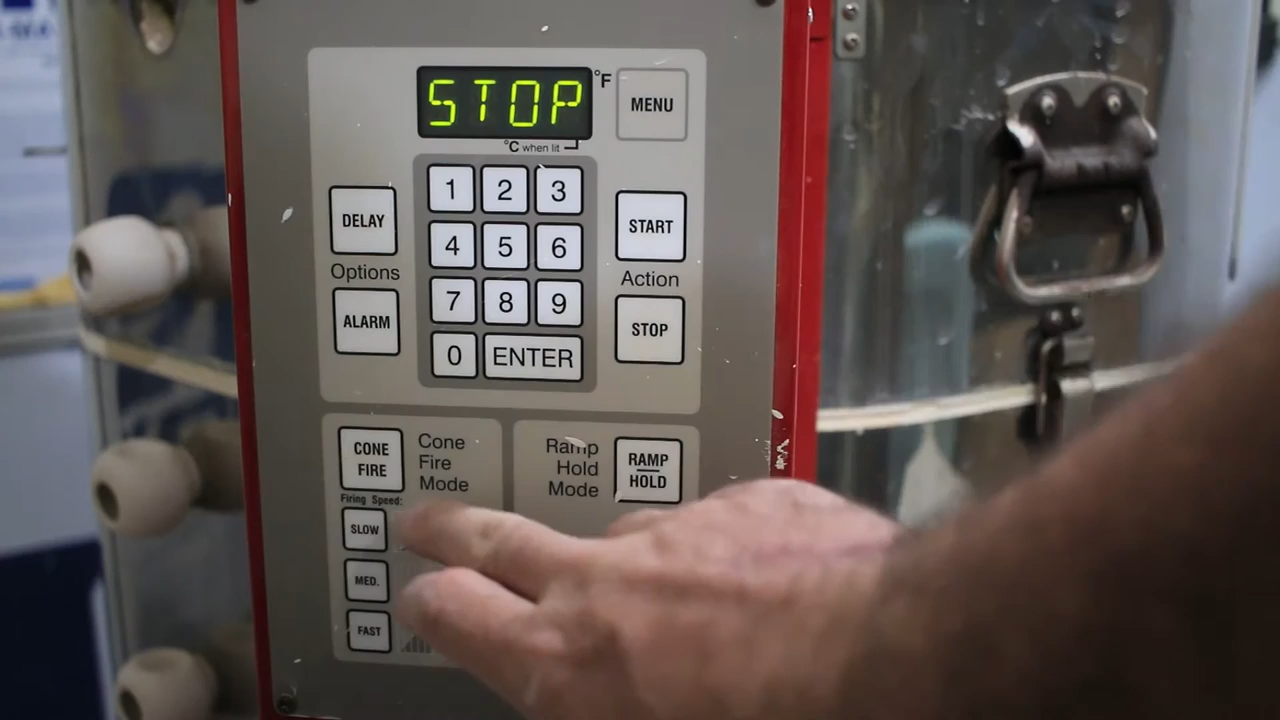 STOP °F
MENU
°C when lit
1 2 3
DELAY
START
4 5 6
Options
Action
7 8 9
ALARM
STOP
0 ENTER
CONE
FIRE
Cone
Fire
Mode
Ramp
Hold
Mode
RAMP
HOLD
Firing Speed:
SLOW
MED.
FAST